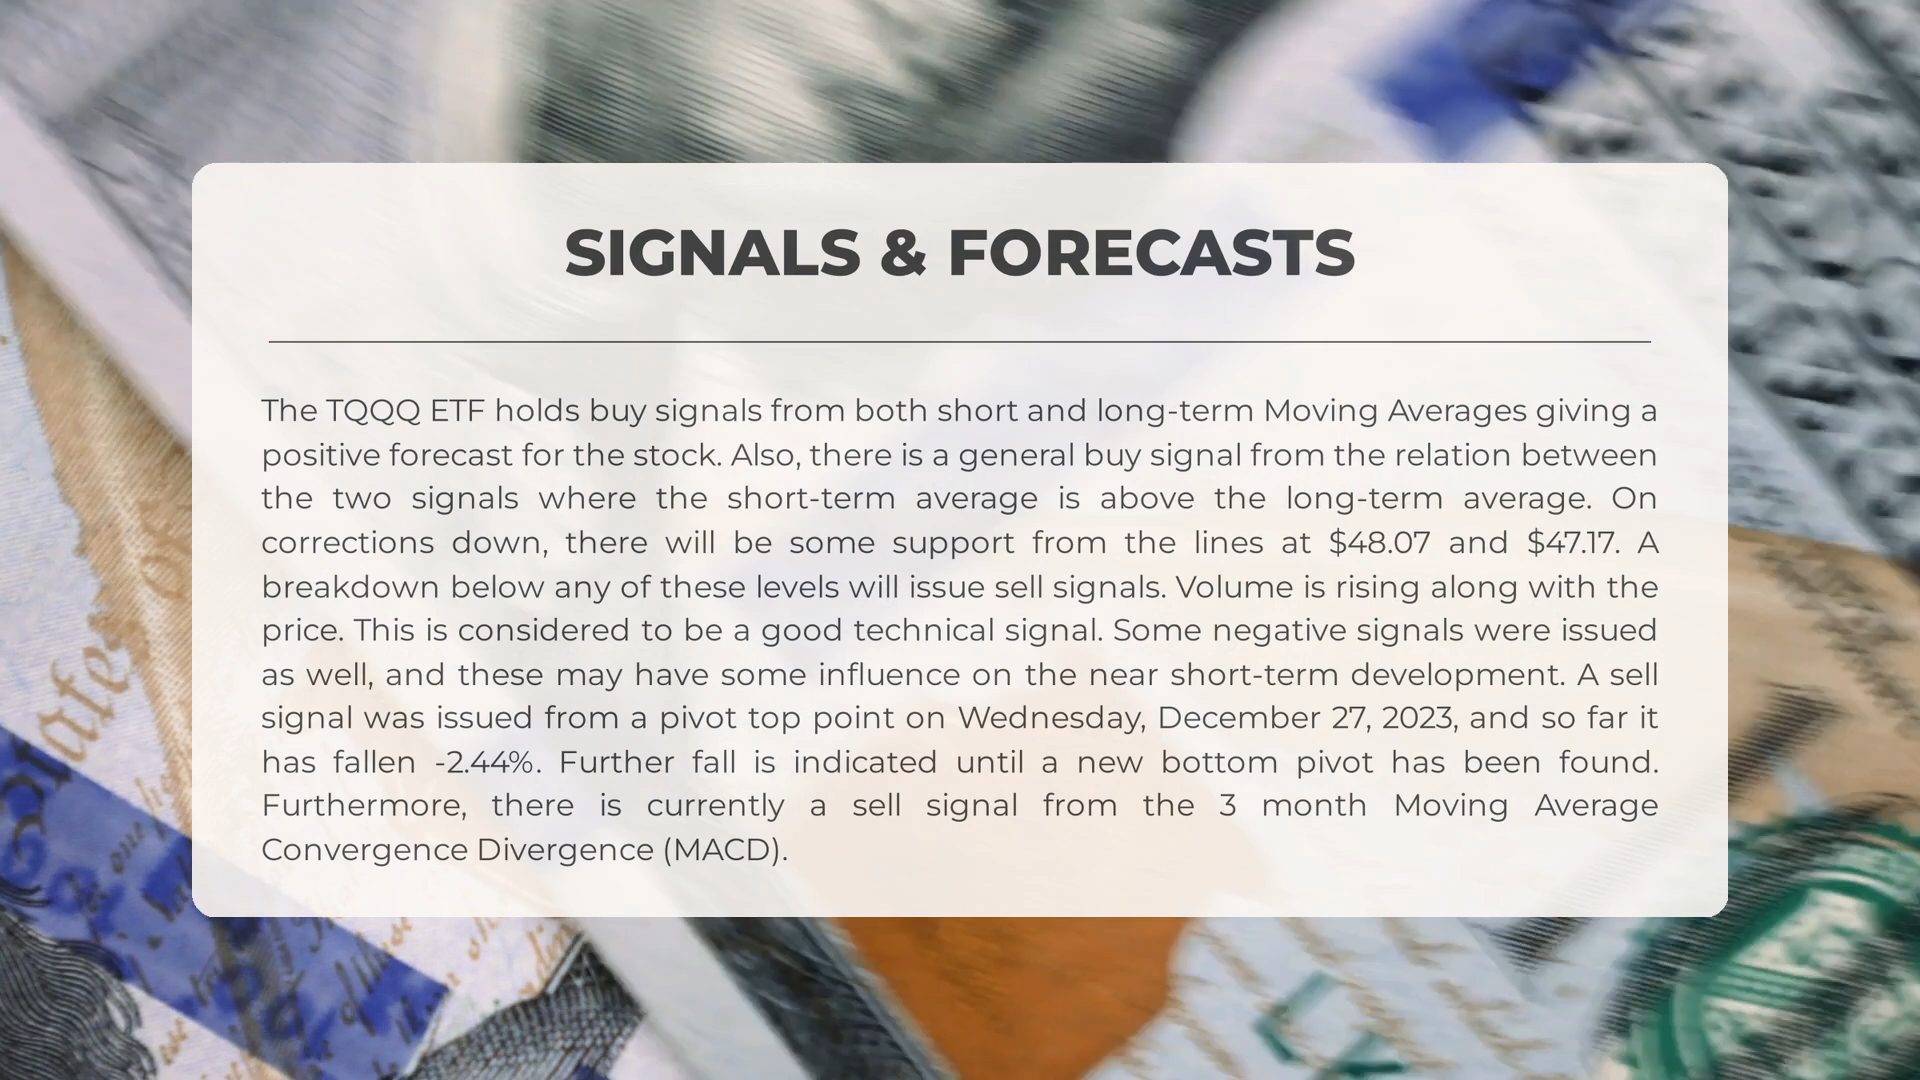 SIGNALS & FORECASTS
The TQQQ ETF holds buy signals from both short and long-term Moving Averages giving a
positive forecast for the stock. Also, there is a general buy signal from the relation between
the two signals where the short-term average is above the long-term average. On
corrections down, there will be some support from the lines at $48.07 and $47.17. A
breakdown below any of these levels will issue sell signals. Volume is rising along with the
price. This is considered to be a good technical signal. Some negative signals were issued
as well, and these may have some influence on the near short-term development. A sell
signal was issued from a pivot top point on Wednesday, December 27, 2023, and so far it
has fallen -2.44%. Further fall is indicated until a new bottom pivot has been found.
Furthermore, there is currently a sell signal from the 3 month Moving Average
Convergence Divergence (MACD).